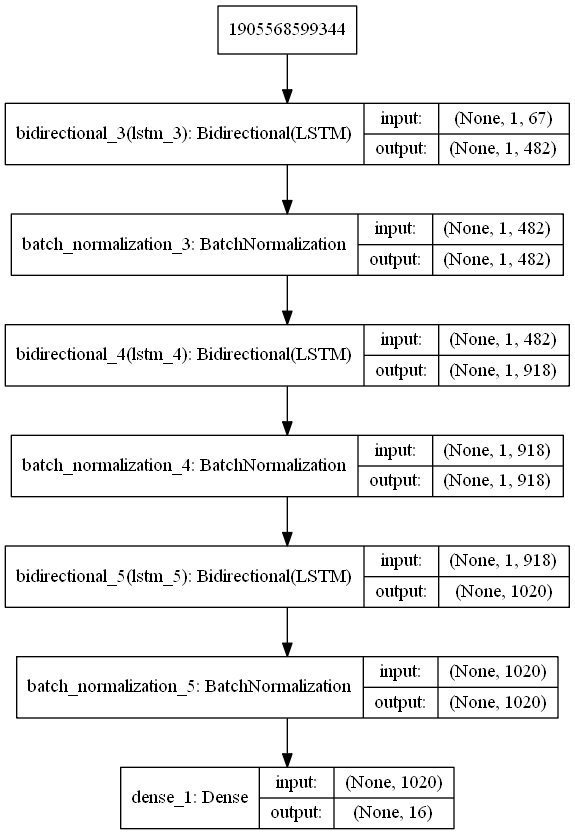 1905568599344
bidirectional_3(lstm_3): Bidirectional(LSTM)
input: (None, 1, 67)
output: (None, 1, 482)
batch_normalization_3: BatchNormalization
input: (None, 1, 482)
output: (None, 1, 482)
bidirectional_4(lstm_4): Bidirectional(LSTM)
input: (None, 1, 482)
output: (None, 1, 918)
batch_normalization_4: BatchNormalization
input: (None, 1, 918)
output: (None, 1, 918)
bidirectional_5(lstm_5): Bidirectional(LSTM)
input: (None, 1, 918)
output: (None, 1020)
batch_normalization_5: BatchNormalization
input: (None, 1020)
output: (None, 1020)
dense_1: Dense
input: (None, 1020)
output: (None, 16)